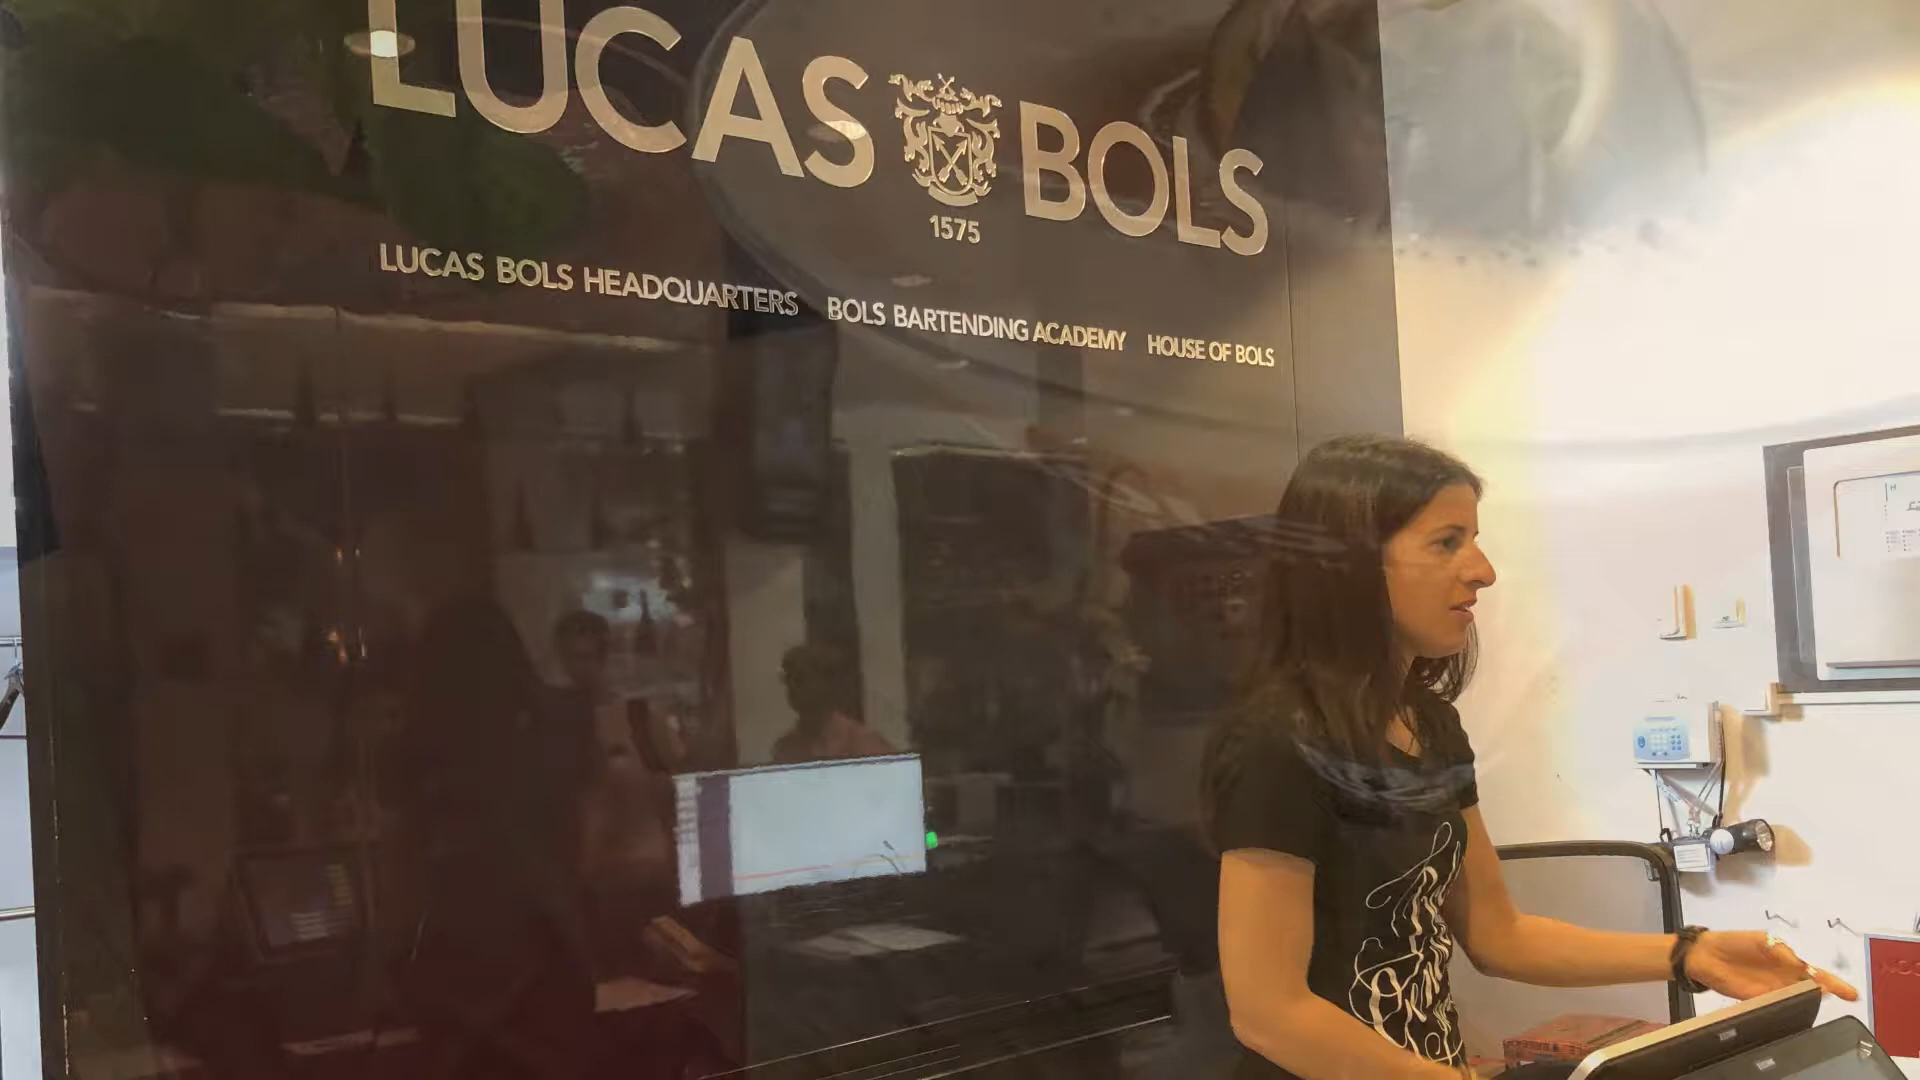 LUCAS BOLS
1575
LUCAS BOLS HEADQUARTERS BOLS BARTENDING ACADEMY HOUSE OF BOLS